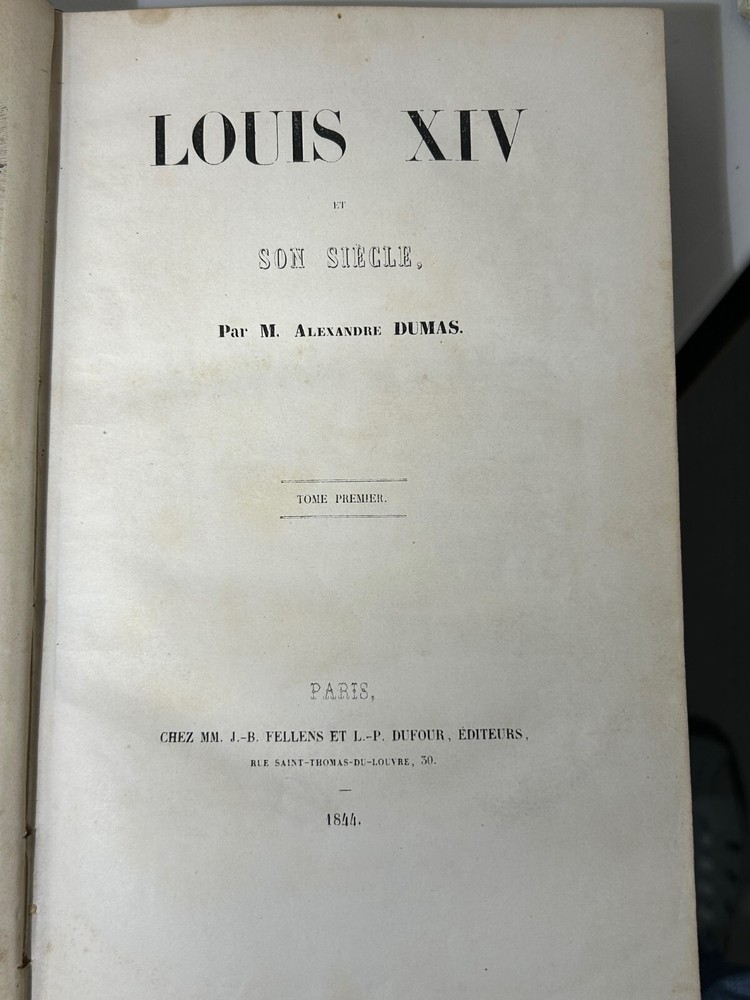 LOUIS XIV
ET
SON SIÈCLE,
Par M. ALEXANDRE DUMAS.
TOME PREMIER.
PARIS,
CHEZ MM. J.-B. FELLENS ET L.-P. DUFOUR, ÉDITEURS,
RUE SAINT-THOMAS-DU-LOUVRE, 30.
—
1844.